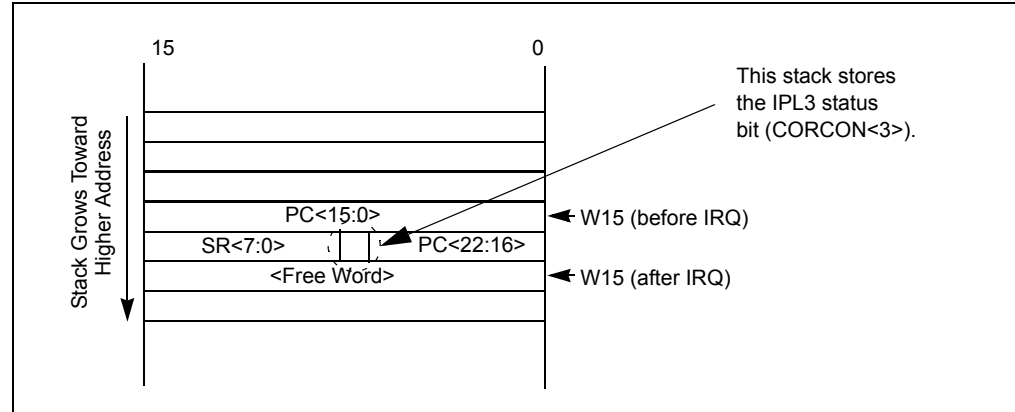 15
0
This stack stores
the IPL3 status
bit (CORCON<3>).
Stack Grows Toward
Higher Address
PC<15:0>
W15 (before IRQ)
SR<7:0>
PC<22:16>
<Free Word>
W15 (after IRQ)